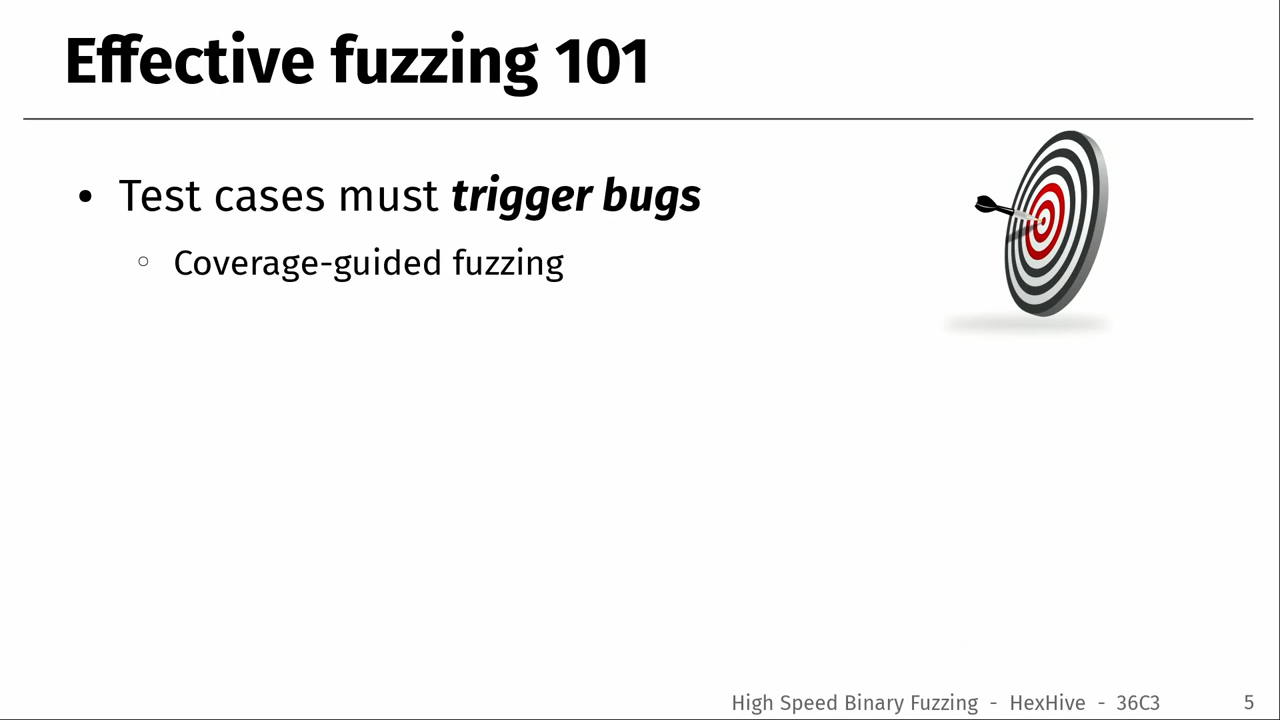 Effective fuzzing 101
• Test cases must trigger bugs
○ Coverage-guided fuzzing
High Speed Binary Fuzzing - HexHive - 36C3 5